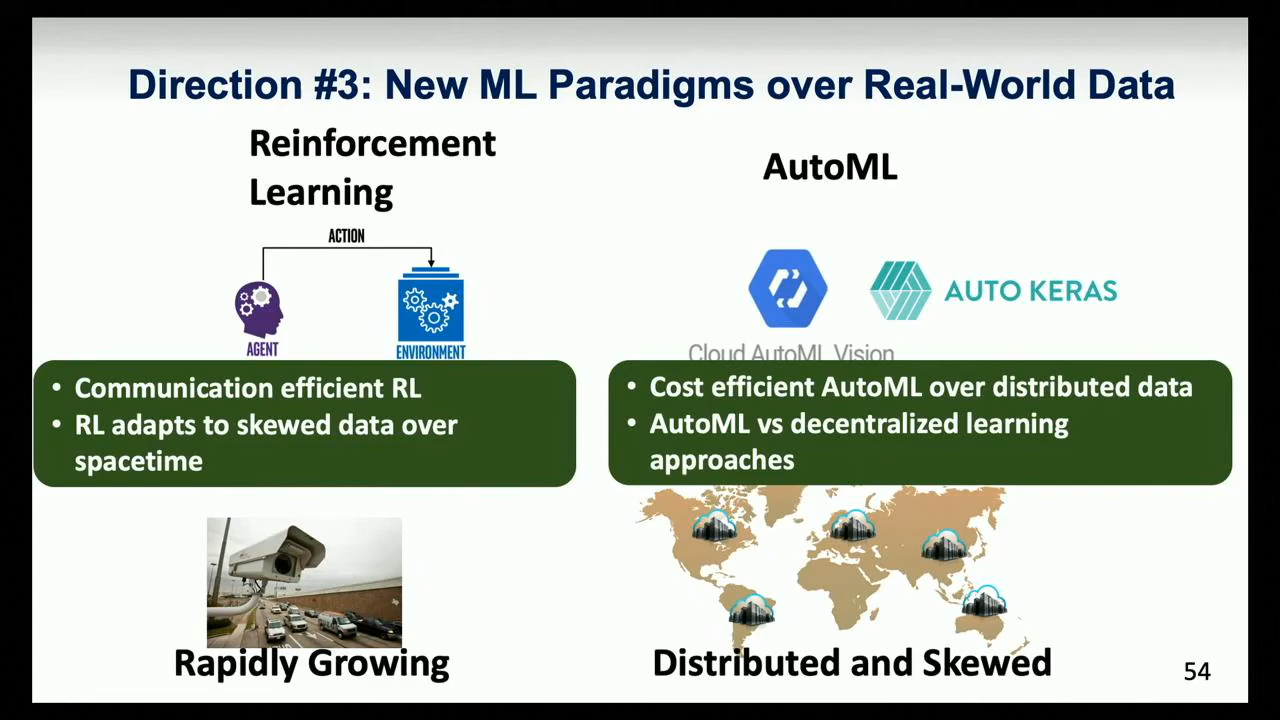 Direction #3: New ML Paradigms over Real-World Data
Reinforcement
Learning
AutoML
ACTION
AGENT
ENVIRONMENT
AUTO KERAS
Cloud AutoML Vision
• Communication efficient RL
• RL adapts to skewed data over
spacetime
• Cost efficient AutoML over distributed data
• AutoML vs decentralized learning
approaches
Rapidly Growing
Distributed and Skewed
54